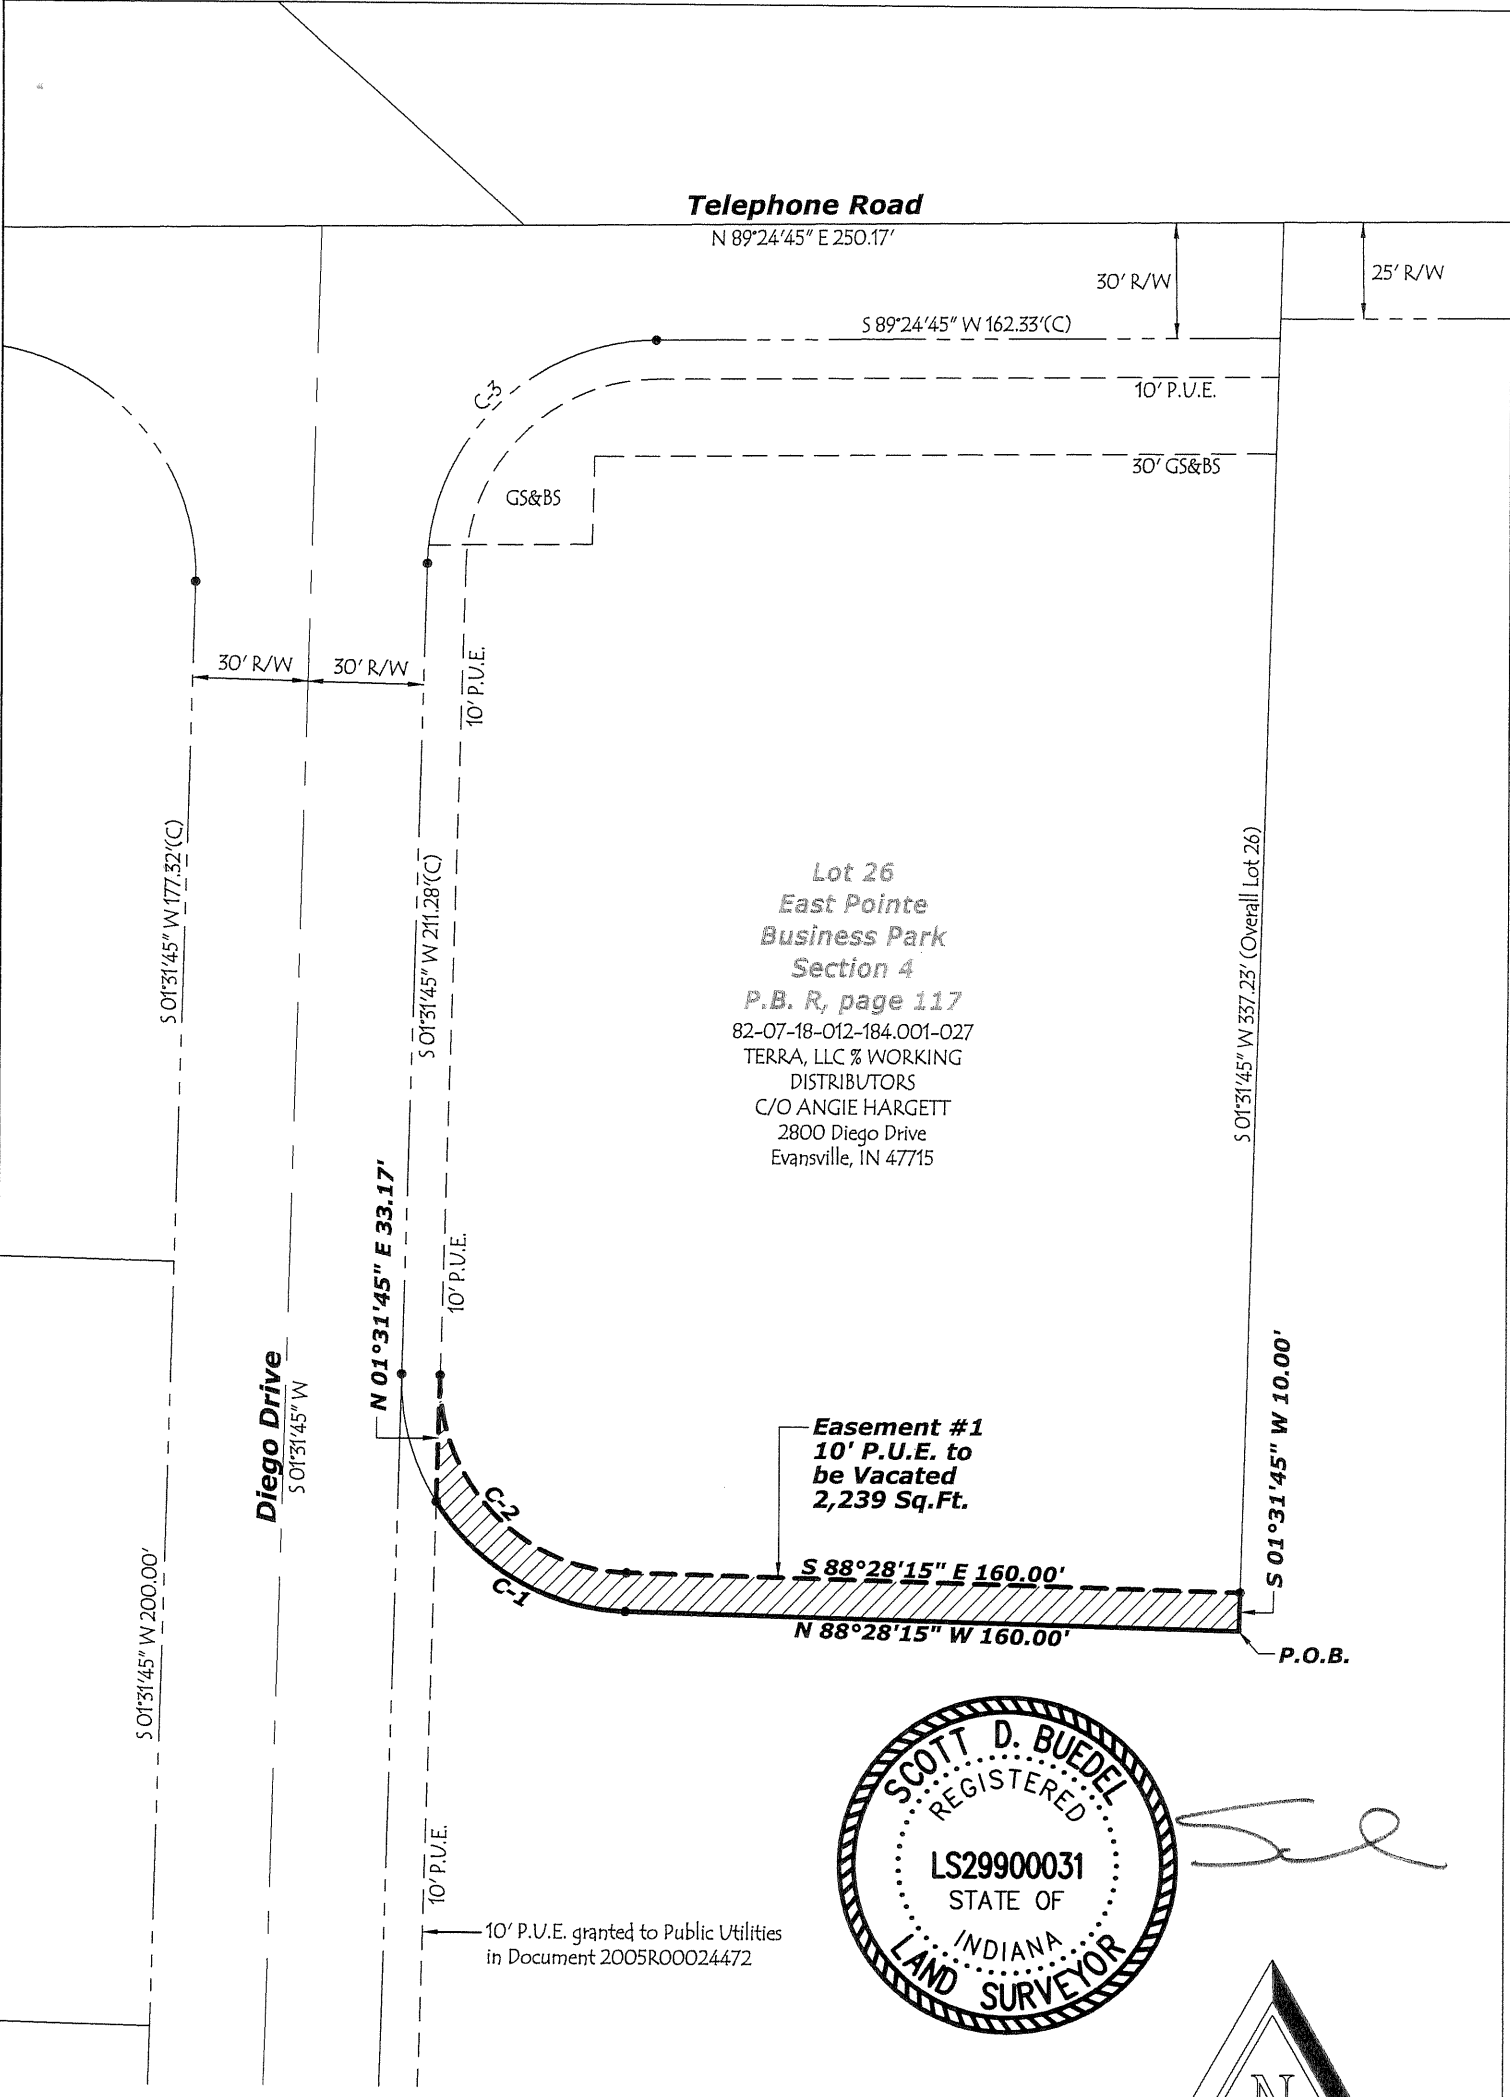 Telephone Road
N 89°24'45" E 250.17'
30' R/W
25' R/W
S 89°24'45" W 162.33'(C)
C-3
10' P.U.E.
30' GS&BS
GS&BS
30' R/W
30' R/W
10' P.U.E.
S 01°31'45" W 177.32'(C)
S 01°31'45" W 211.28'(C)
S 01°31'45" W 337.23' (Overall Lot 26)
Lot 26
East Pointe
Business Park
Section 4
P.B. R, page 117
82-07-18-012-184.001-027
TERRA, LLC % WORKING
DISTRIBUTORS
C/O ANGIE HARGETT
2800 Diego Drive
Evansville, IN 47715
N 01°31'45" E 33.17'
10' P.U.E.
Diego Drive
S 01°31'45" W
Easement #1
10' P.U.E. to
be Vacated
2,239 Sq.Ft.
S 01°31'45" W 10.00'
C-2
C-1
S 88°28'15" E 160.00'
N 88°28'15" W 160.00'
P.O.B.
S 01°31'45" W 200.00'
10' P.U.E.
10' P.U.E. granted to Public Utilities
in Document 2005R00024472
SCOTT D. BUEDEL
REGISTERED
LS29900031
STATE OF
INDIANA
LAND SURVEYOR
N